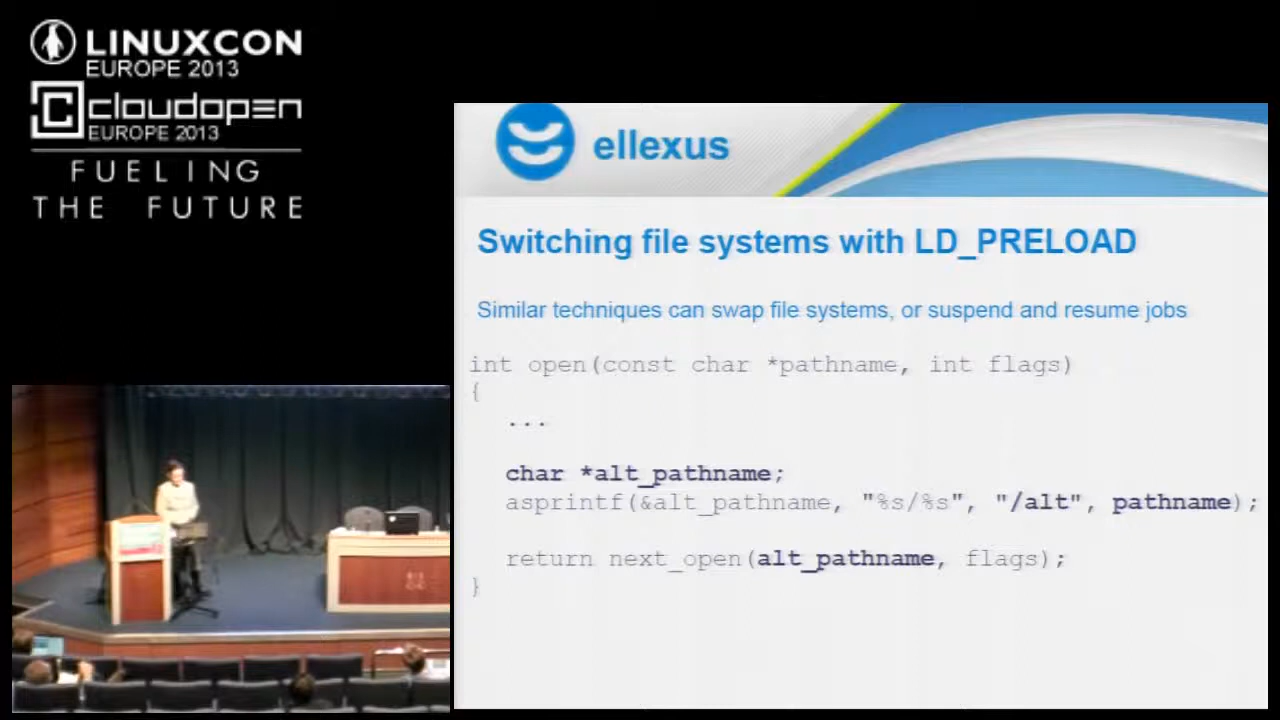 LINUXCON
EUROPE 2013
cloudopen
EUROPE 2013
FUELING
THE FUTURE
ellexus
Switching file systems with LD_PRELOAD
Similar techniques can swap file systems, or suspend and resume jobs
int open(const char *pathname, int flags)
{
...
char *alt_pathname;
asprintf(&alt_pathname, "%s/%s", "/alt", pathname);
return next_open(alt_pathname, flags);
}